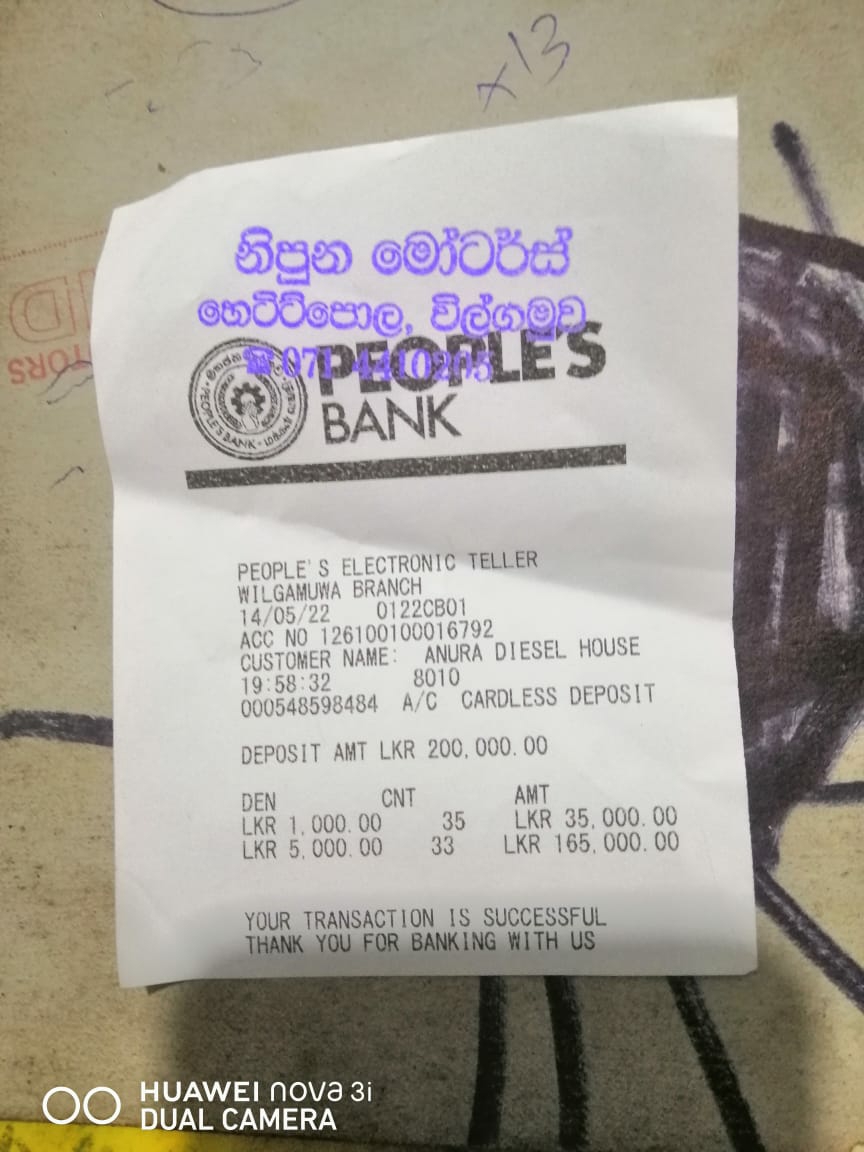 x13
නිපුන මෝටර්ස්
හෙට්ටිපොල, විල්ගමුව
☎ 071 4410205
PEOPLE'S
BANK
PEOPLE'S BANK
PEOPLE'S ELECTRONIC TELLER
WILGAMUWA BRANCH
14/05/22 0122CB01
ACC NO 126100100016792
CUSTOMER NAME: ANURA DIESEL HOUSE
19:58:32 8010
000548598484 A/C CARDLESS DEPOSIT
DEPOSIT AMT LKR 200,000.00
DEN CNT AMT
LKR 1,000.00 35 LKR 35,000.00
LKR 5,000.00 33 LKR 165,000.00
YOUR TRANSACTION IS SUCCESSFUL
THANK YOU FOR BANKING WITH US
HUAWEI nova 3i
DUAL CAMERA